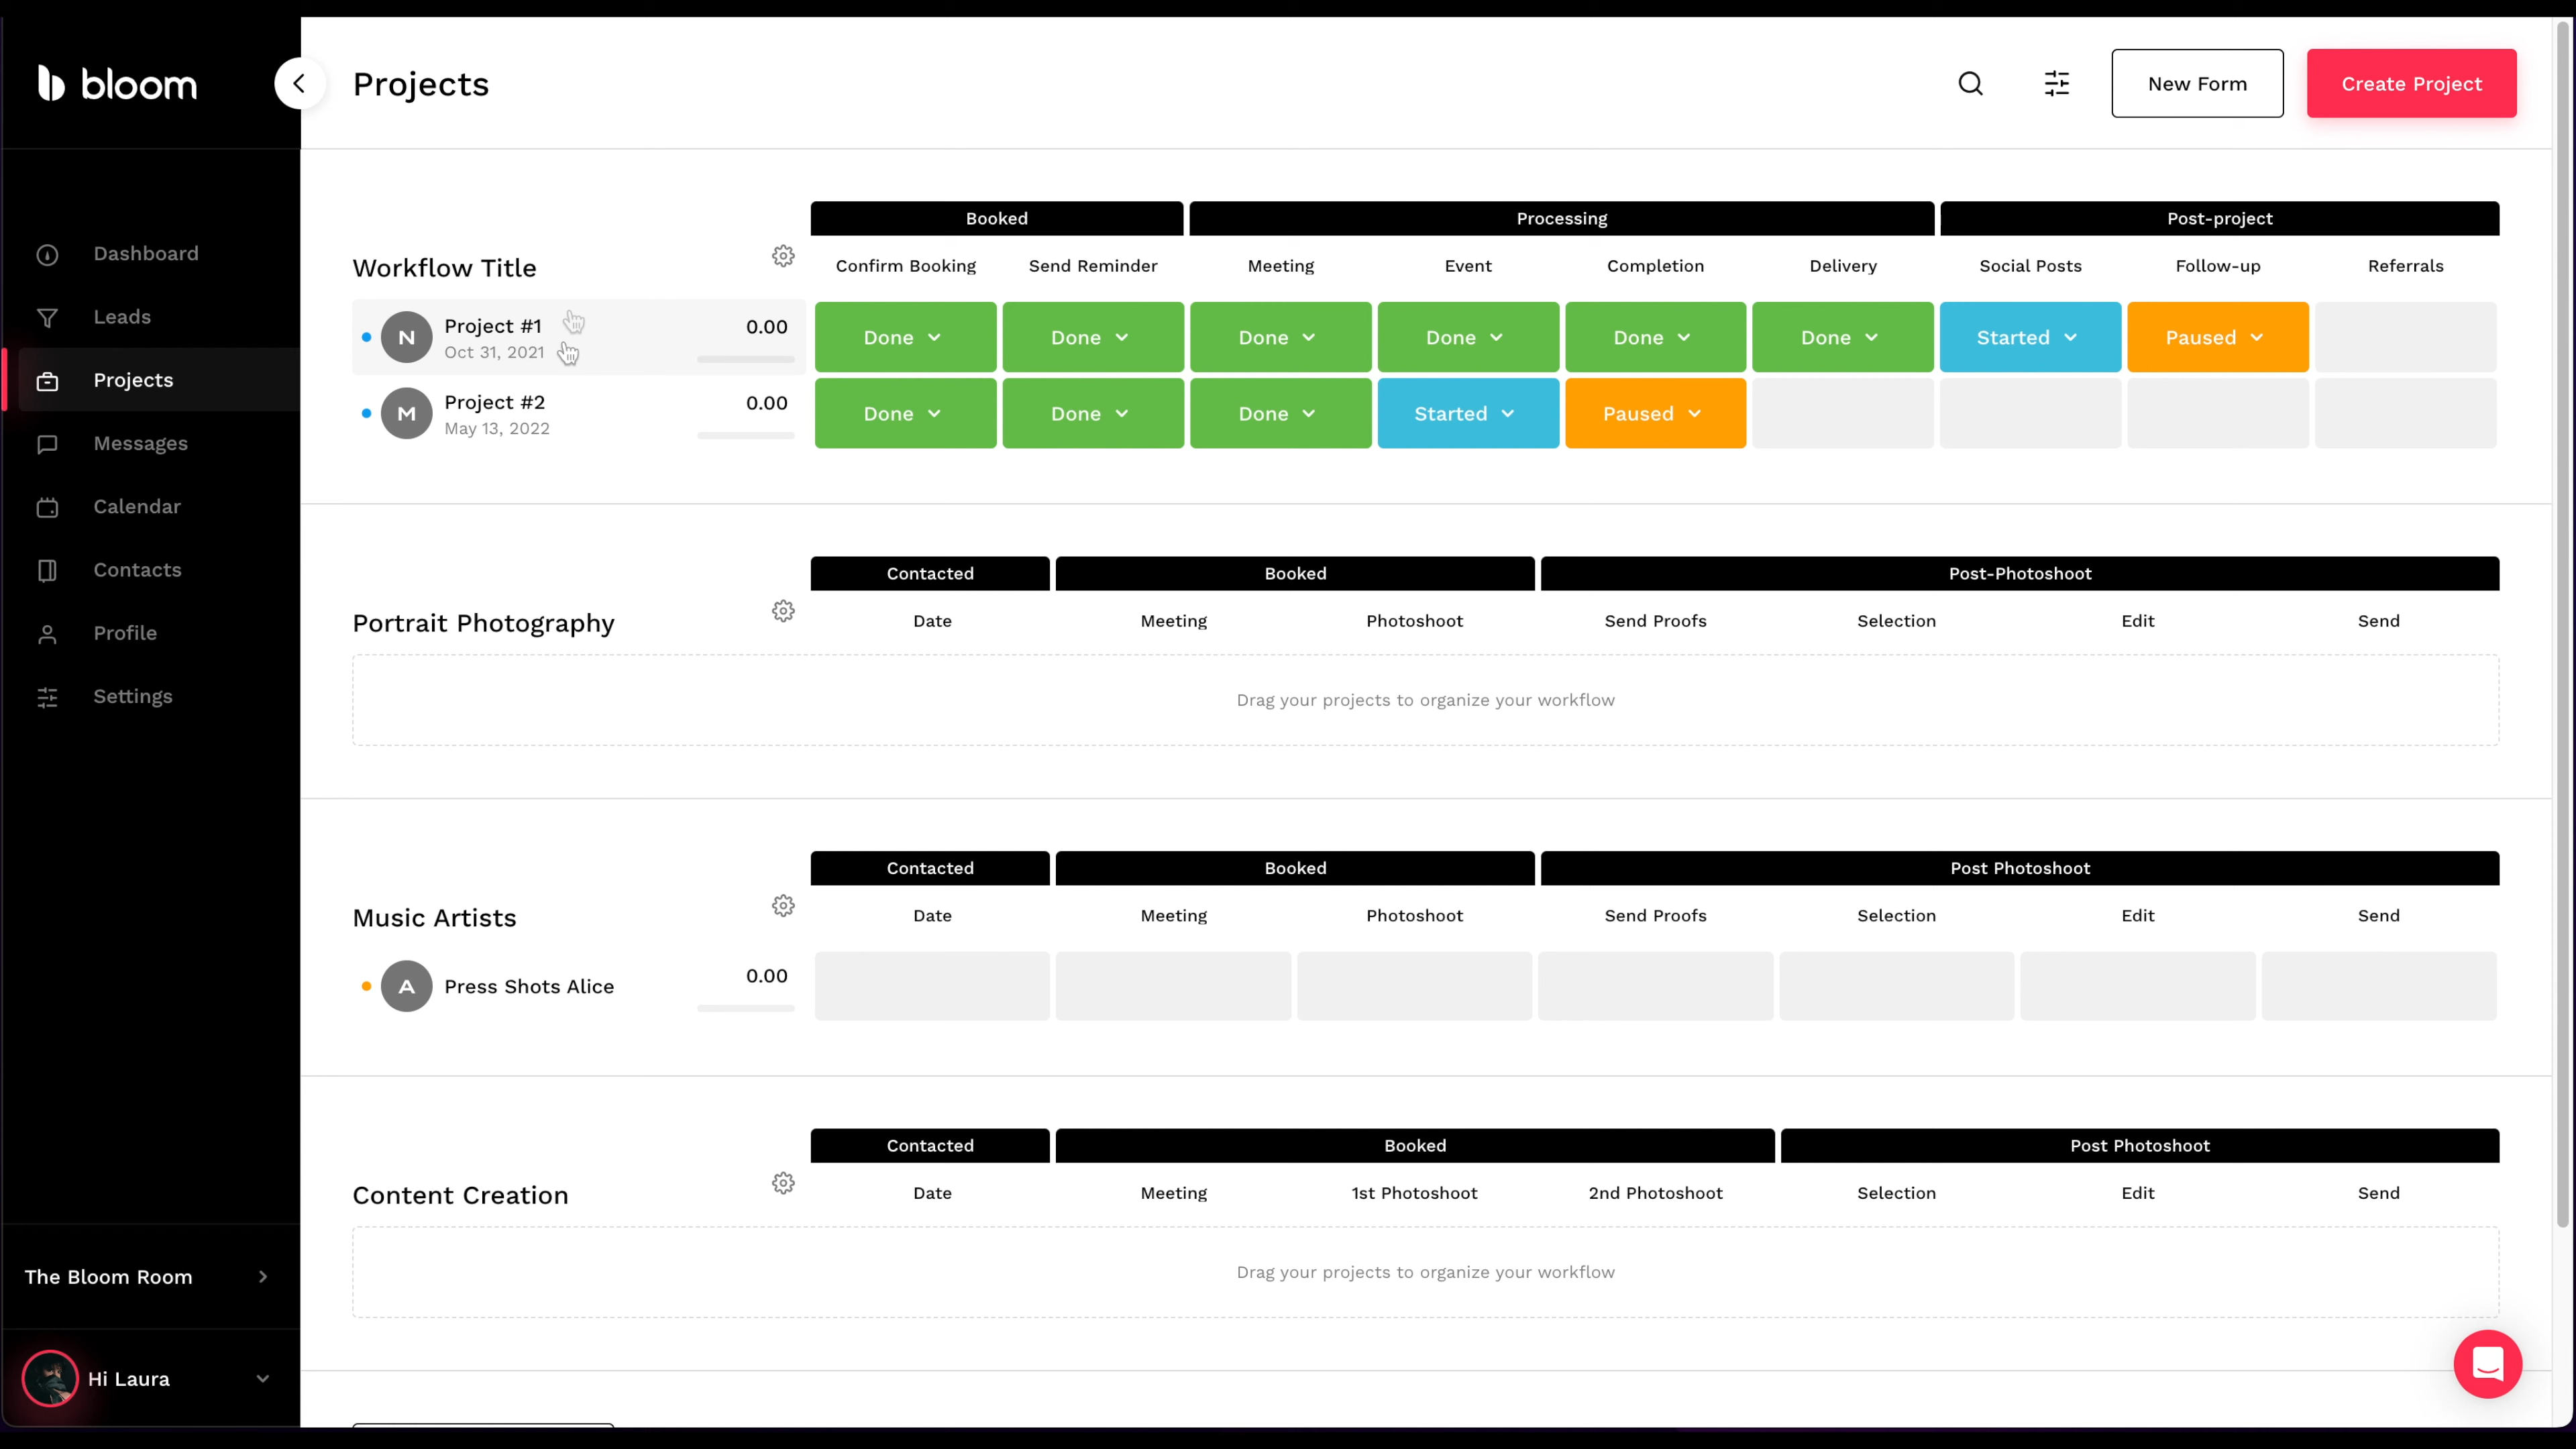 bloom
Projects
New Form
Create Project
Dashboard
Leads
Projects
Messages
Calendar
Contacts
Profile
Settings
The Bloom Room
Hi Laura
Booked Processing Post-project
Workflow Title
Confirm Booking Send Reminder Meeting Event Completion Delivery Social Posts Follow-up Referrals
N Project #1 0.00 Done Done Done Done Done Done Started Paused
Oct 31, 2021
M Project #2 0.00 Done Done Done Started Paused
May 13, 2022
Contacted Booked Post-Photoshoot
Portrait Photography Date Meeting Photoshoot Send Proofs Selection Edit Send
Drag your projects to organize your workflow
Contacted Booked Post Photoshoot
Music Artists Date Meeting Photoshoot Send Proofs Selection Edit Send
A Press Shots Alice 0.00
Contacted Booked Post Photoshoot
Content Creation Date Meeting 1st Photoshoot 2nd Photoshoot Selection Edit Send
Drag your projects to organize your workflow